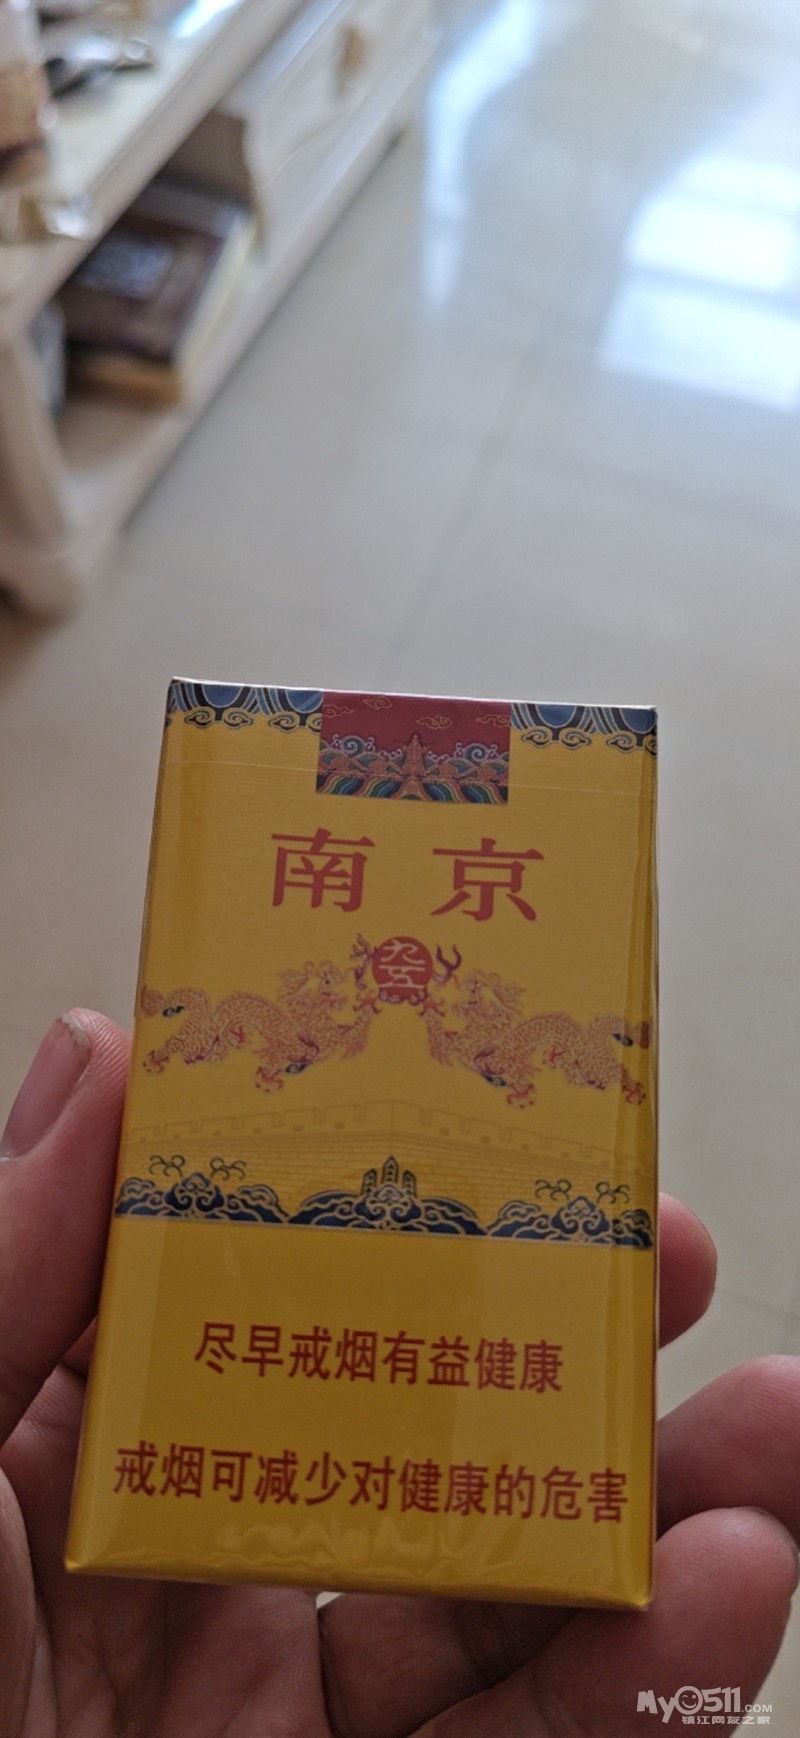 南京
九五
尽早戒烟有益健康
戒烟可减少对健康的危害
My0511.COM
镇江网友之家